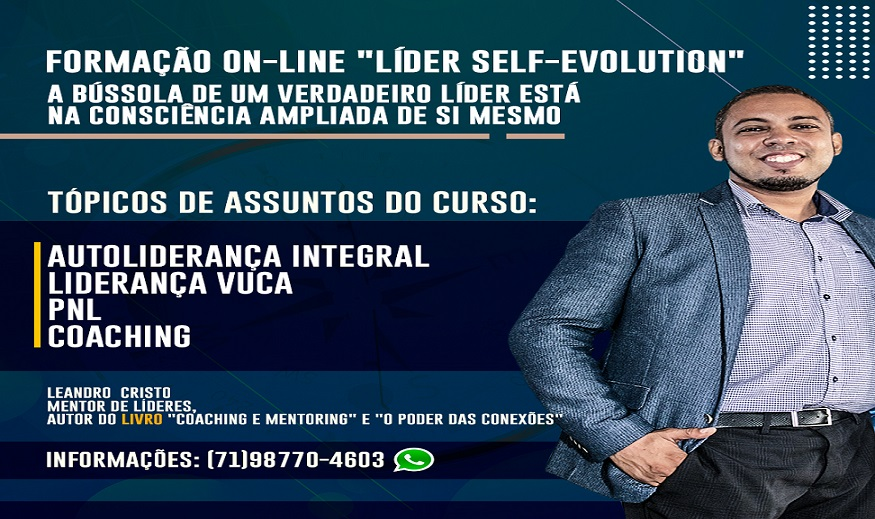 FORMAÇÃO ON-LINE "LÍDER SELF-EVOLUTION"
A BÚSSOLA DE UM VERDADEIRO LÍDER ESTÁ
NA CONSCIÊNCIA AMPLIADA DE SI MESMO
TÓPICOS DE ASSUNTOS DO CURSO:
AUTOLIDERANÇA INTEGRAL
LIDERANÇA VUCA
PNL
COACHING
LEANDRO CRISTO
MENTOR DE LÍDERES,
AUTOR DO LIVRO "COACHING E MENTORING" E "O PODER DAS CONEXÕES"
INFORMAÇÕES: (71)98770-4603